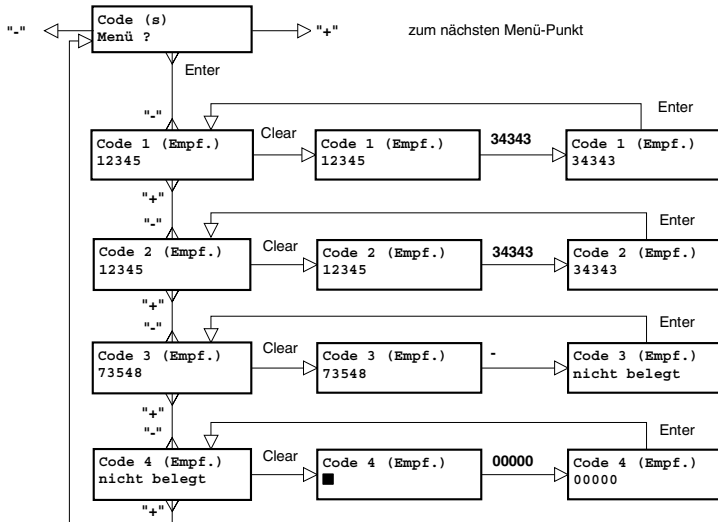 "-"
Code (s)
Menü ?
"+"
zum nächsten Menü-Punkt
Enter
"-"
Enter
Code 1 (Empf.)
12345
Clear
Code 1 (Empf.)
12345
34343
Code 1 (Empf.)
34343
"+"
"-"
Enter
Code 2 (Empf.)
12345
Clear
Code 2 (Empf.)
12345
34343
Code 2 (Empf.)
34343
"+"
"-"
Enter
Code 3 (Empf.)
73548
Clear
Code 3 (Empf.)
73548
-
Code 3 (Empf.)
nicht belegt
"+"
"-"
Enter
Code 4 (Empf.)
nicht belegt
Clear
Code 4 (Empf.)
00000
Code 4 (Empf.)
00000
"+"